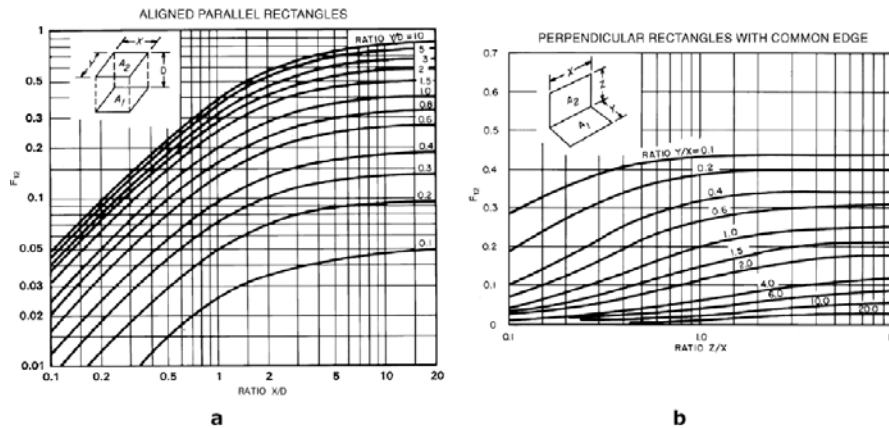 ALIGNED PARALLEL RECTANGLES
RATIO Y/D = 10
5
3
2
1.5
1.0
0.8
0.6
0.4
0.3
0.2
0.1
X
Y
D
A2
A1
F12
1
0.5
0.4
0.3
0.2
0.1
0.05
0.04
0.03
0.02
0.01
0.1 0.2 0.5 1 2 5 10 20
RATIO X/D
a
PERPENDICULAR RECTANGLES WITH COMMON EDGE
X
Z
Y
A2
A1
RATIO Y/X=0.1
0.2
0.4
0.6
1.0
1.5
2.0
4.0
6.0
10.0
20.0
F12
0.7
0.6
0.5
0.4
0.3
0.2
0.1
0
0.1 1.0
RATIO Z/X
b